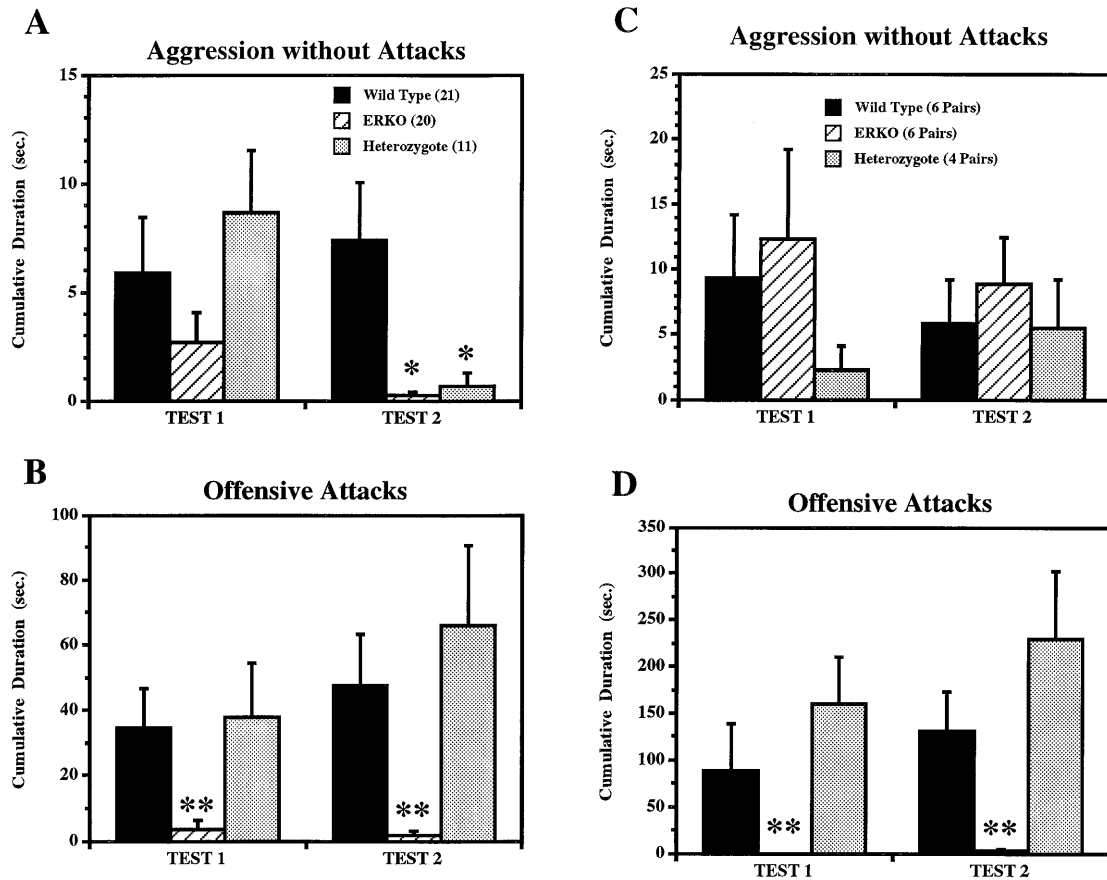 A
Aggression without Attacks
Cumulative Duration (sec.)
15
10
5
0
Wild Type (21)
ERKO (20)
Heterozygote (11)
*
*
TEST 1
TEST 2
B
Offensive Attacks
Cumulative Duration (sec.)
100
80
60
40
20
0
**
**
TEST 1
TEST 2
C
Aggression without Attacks
Cumulative Duration (sec.)
25
20
15
10
5
0
Wild Type (6 Pairs)
ERKO (6 Pairs)
Heterozygote (4 Pairs)
TEST 1
TEST 2
D
Offensive Attacks
Cumulative Duration (sec.)
350
300
250
200
150
100
50
0
**
**
TEST 1
TEST 2